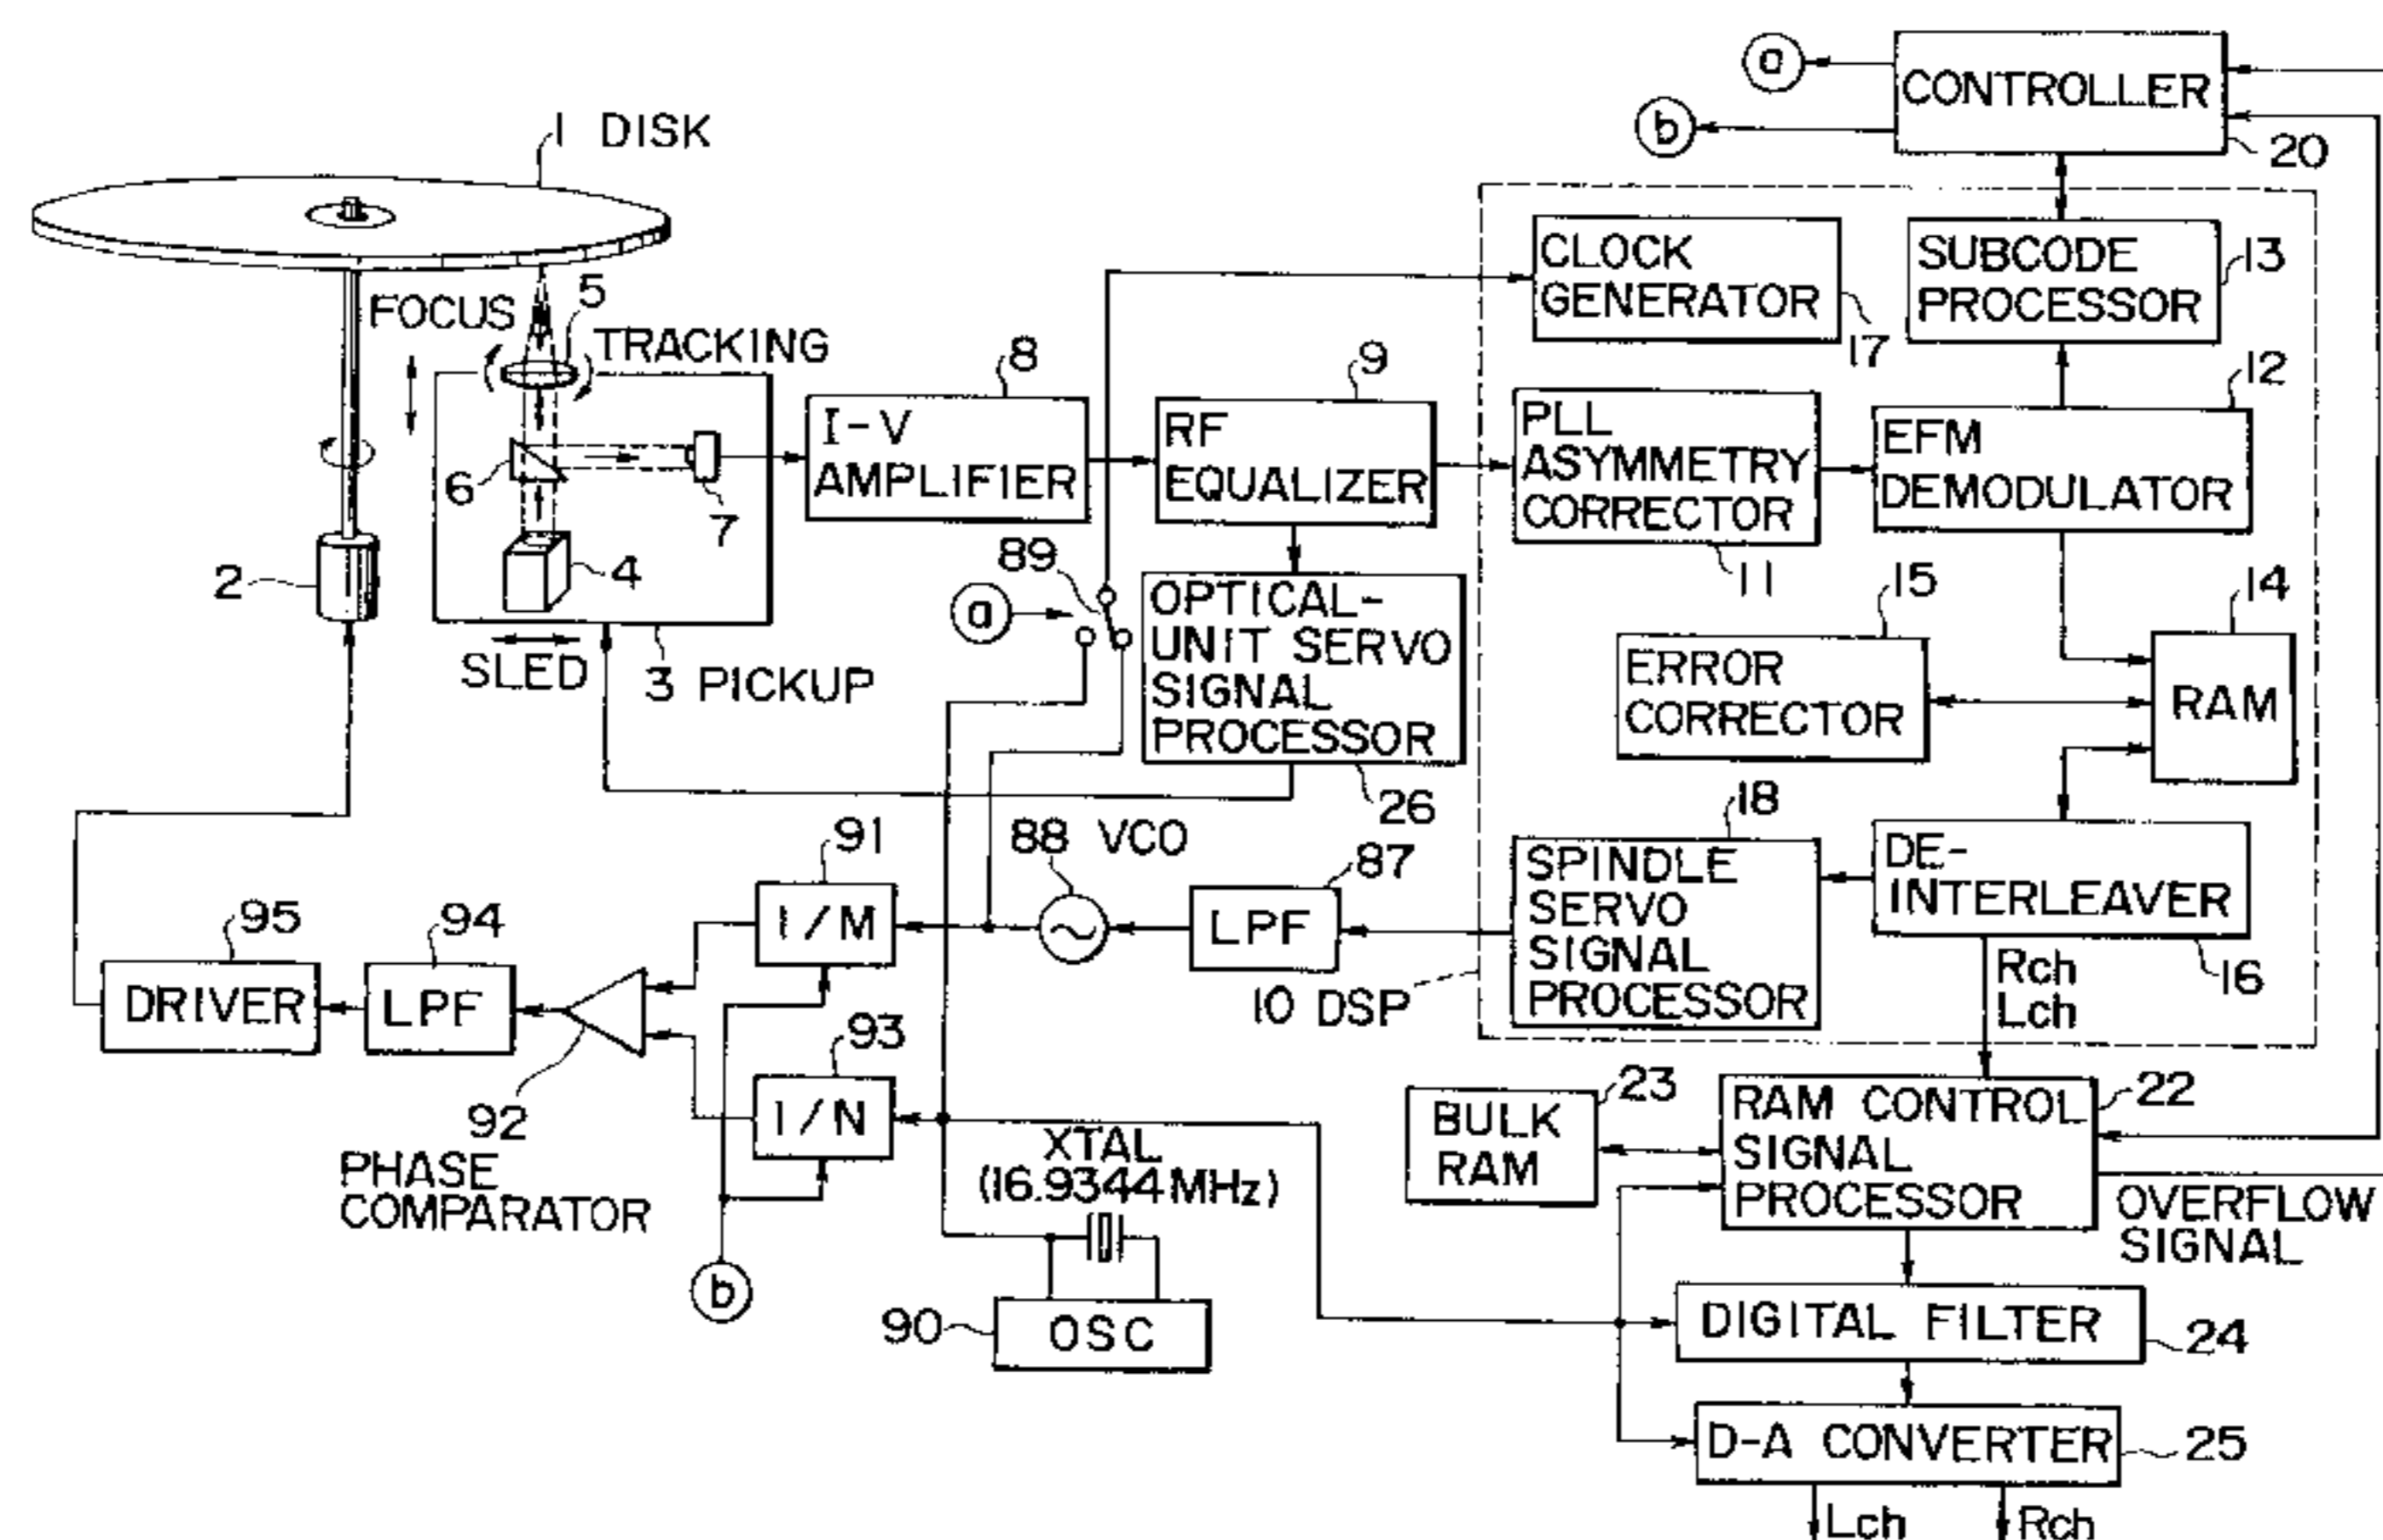 a
CONTROLLER
b
20
1 DISK
FOCUS
5
TRACKING
CLOCK
GENERATOR
17
SUBCODE
PROCESSOR
13
8
I-V
AMPLIFIER
9
RF
EQUALIZER
PLL
ASYMMETRY
CORRECTOR
11
12
EFM
DEMODULATOR
6
7
4
2
SLED
3 PICKUP
89
a
OPTICAL-
UNIT SERVO
SIGNAL
PROCESSOR
26
15
ERROR
CORRECTOR
14
RAM
91
1/M
88 VCO
87
LPF
18
SPINDLE
SERVO
SIGNAL
PROCESSOR
10 DSP
DE-
INTERLEAVER
16
Rch
Lch
95
DRIVER
94
LPF
92
PHASE
COMPARATOR
93
1/N
b
XTAL
(16.9344MHz)
90
OSC
23
BULK
RAM
22
RAM CONTROL
SIGNAL
PROCESSOR
OVERFLOW
SIGNAL
DIGITAL FILTER
24
D-A CONVERTER
25
Lch
Rch